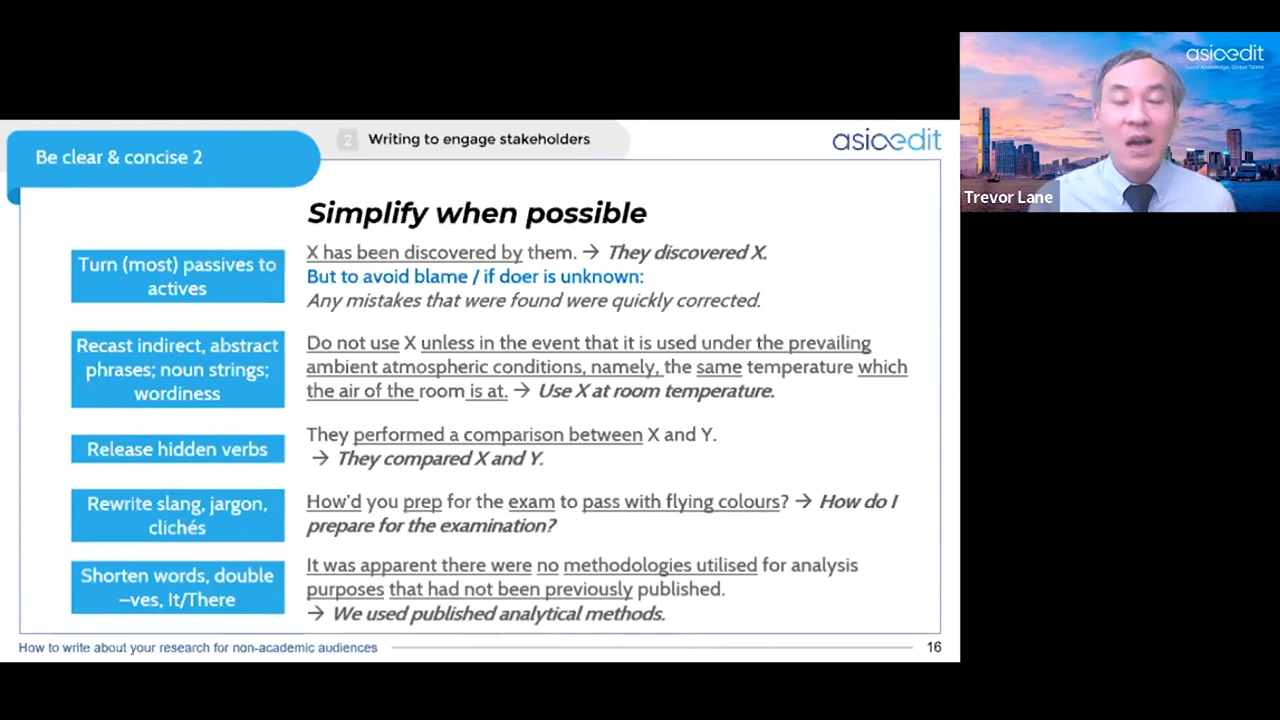 asiaedit
Local Knowledge, Global Talent
Trevor Lane
Be clear & concise 2
2 Writing to engage stakeholders
asiaedit
Simplify when possible
Turn (most) passives to
actives
X has been discovered by them. → They discovered X.
But to avoid blame / if doer is unknown:
Any mistakes that were found were quickly corrected.
Recast indirect, abstract
phrases; noun strings;
wordiness
Do not use X unless in the event that it is used under the prevailing
ambient atmospheric conditions, namely, the same temperature which
the air of the room is at. → Use X at room temperature.
Release hidden verbs
They performed a comparison between X and Y.
→ They compared X and Y.
Rewrite slang, jargon,
clichés
How’d you prep for the exam to pass with flying colours? → How do I
prepare for the examination?
Shorten words, double
–ves, It/There
It was apparent there were no methodologies utilised for analysis
purposes that had not been previously published.
→ We used published analytical methods.
How to write about your research for non-academic audiences
16